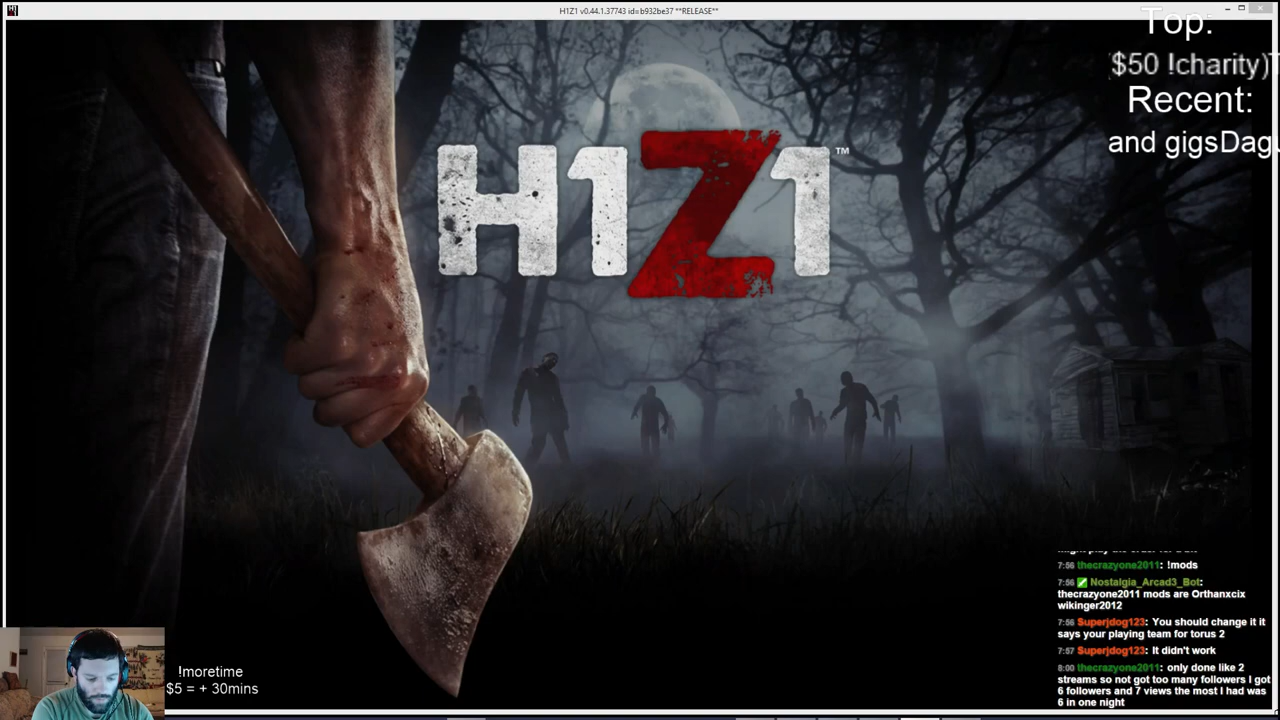 H1Z1 v0.44.1.37743 id=b932be37 **RELEASE**
Top:
($50 !charity)
Recent:
and gigsDagu
H1Z1™
7:56 thecrazyone2011: !mods
7:56 Nostalgia_Arcad3_Bot:
thecrazyone2011 mods are Orthanxcix
wikinger2012
7:56 Superjdog123: You should change it it
says your playing team for torus 2
7:57 Superjdog123: It didn't work
8:00 thecrazyone2011: only done like 2
streams so not got too many followers I got
6 followers and 7 views the most I had was
6 in one night
!moretime
$5 = + 30mins